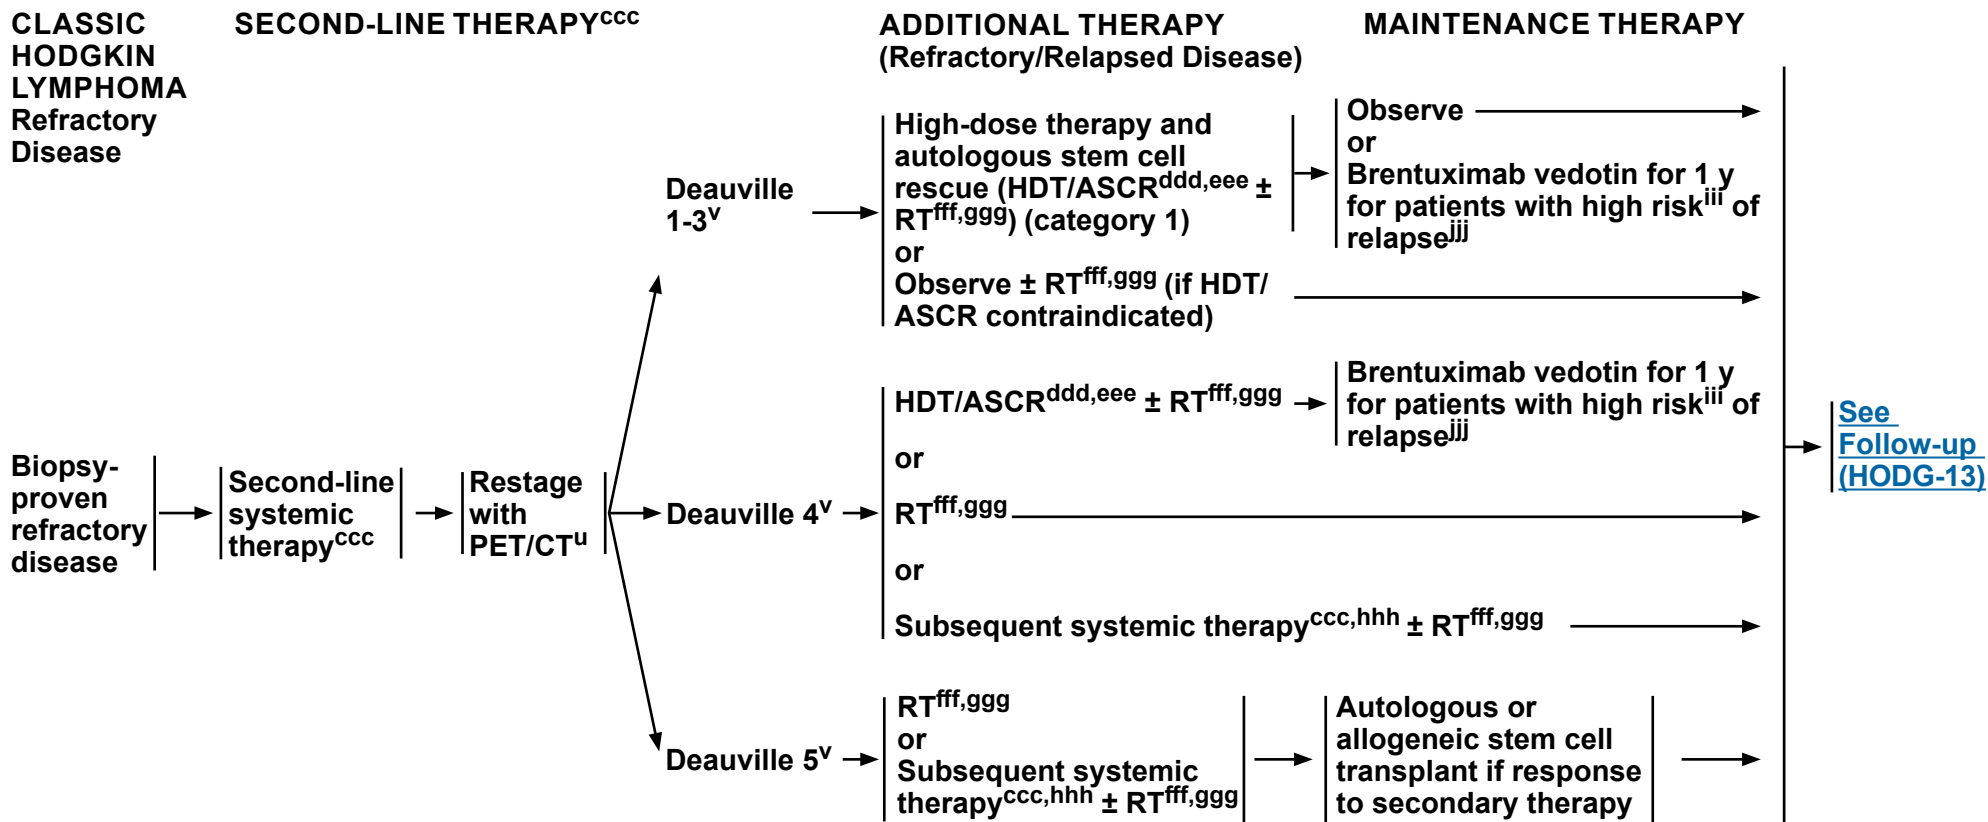 CLASSIC
HODGKIN
LYMPHOMA
Refractory
Disease
SECOND-LINE THERAPYccc
ADDITIONAL THERAPY
(Refractory/Relapsed Disease)
MAINTENANCE THERAPY
Biopsy-
proven
refractory
disease
Second-line
systemic
therapyccc
Restage
with
PET/CTu
Deauville
1-3v
High-dose therapy and
autologous stem cell
rescue (HDT/ASCRddd,eee ±
RTfff,ggg) (category 1)
or
Observe ± RTfff,ggg (if HDT/
ASCR contraindicated)
Observe
or
Brentuximab vedotin for 1 y
for patients with high riskiii of
relapsejjj
Deauville 4v
HDT/ASCRddd,eee ± RTfff,ggg
or
RTfff,ggg
or
Subsequent systemic therapyccc,hhh ± RTfff,ggg
Brentuximab vedotin for 1 y
for patients with high riskiii of
relapsejjj
Deauville 5v
RTfff,ggg
or
Subsequent systemic
therapyccc,hhh ± RTfff,ggg
Autologous or
allogeneic stem cell
transplant if response
to secondary therapy
See
Follow-up
(HODG-13)